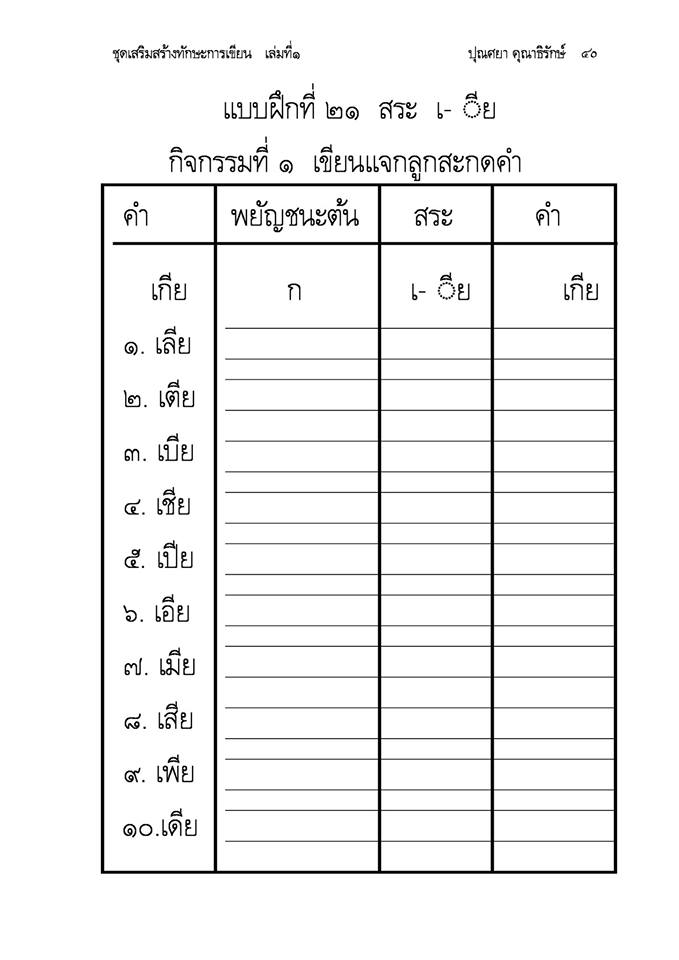 ชุดเสริมสร้างทักษะการเขียน เล่มที่๑ ปุณศยา คุณาธิรักษ์ ๔๐
แบบฝึกที่ ๒๑ สระ เ- ีย
กิจกรรมที่ ๑ เขียนแจกลูกสะกดคำ
คำ พยัญชนะต้น สระ คำ
เกีย ก เ- ีย เกีย
๑. เลีย
๒. เตีย
๓. เบีย
๔. เชีย
๕. เปีย
๖. เอีย
๗. เมีย
๘. เสีย
๙. เพีย
๑๐.เดีย